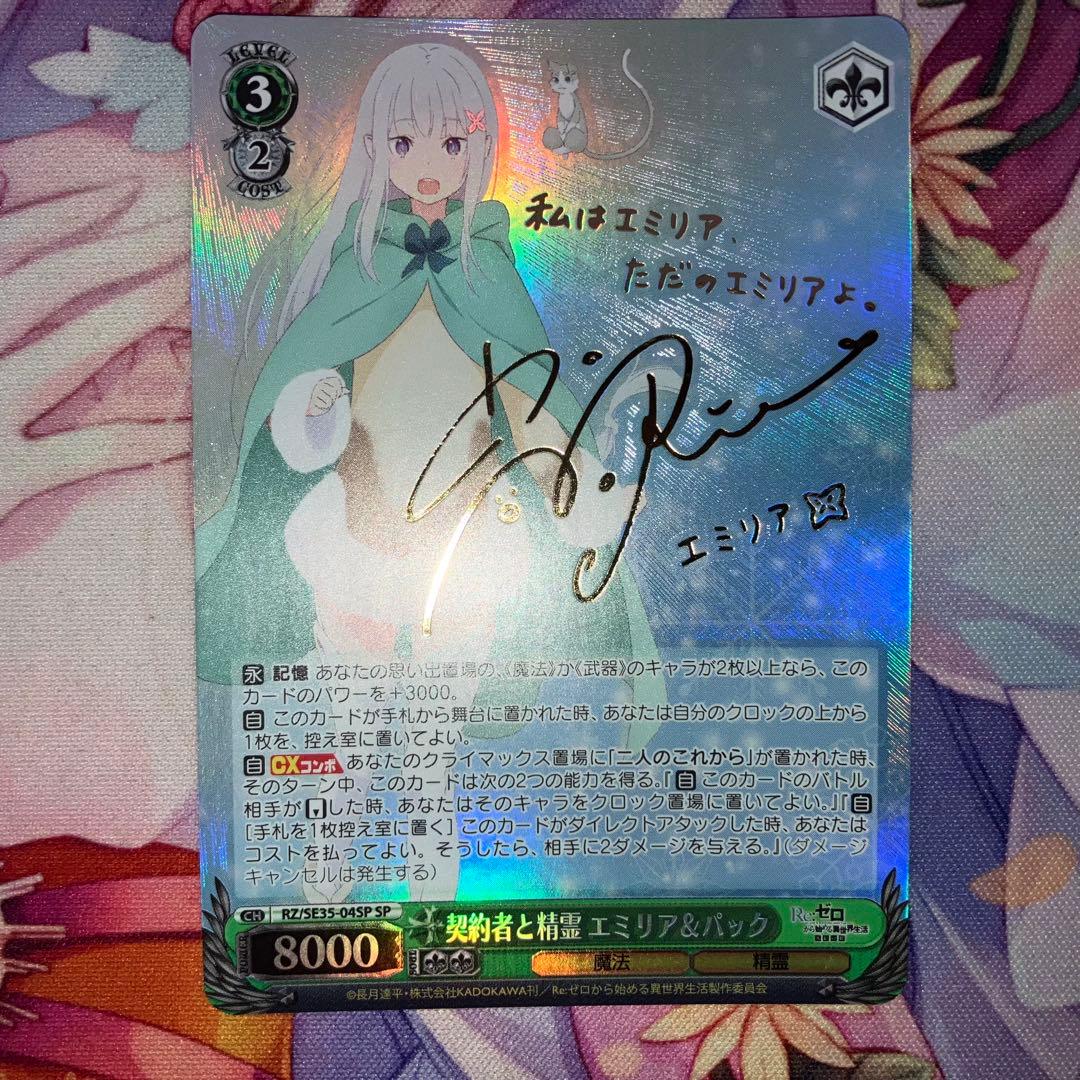 LEVEL
3
2
COST
私はエミリア、
ただのエミリアよ。
エミリア
永 記憶 あなたの思い出置場の、《魔法》か《武器》のキャラが2枚以上なら、この
カードのパワーを+3000。
自 このカードが手札から舞台に置かれた時、あなたは自分のクロックの上から
1枚を、控え室に置いてよい。
自 CXコンボ あなたのクライマックス置場に「二人のこれから」が置かれた時、
そのターン中、このカードは次の2つの能力を得る。『自 このカードのバトル
相手がした時、あなたはそのキャラをクロック置場に置いてよい。』『自
[手札を1枚控え室に置く] このカードがダイレクトアタックした時、あなたは
コストを払ってよい。そうしたら、相手に2ダメージを与える。』(ダメージ
キャンセルは発生する)
CH RZ/SE35-04SP SP
契約者と精霊 エミリア&パック
Re:ゼロ
から始める異世界生活
POWER 8000 SOUL
魔法 精霊
©長月達平・株式会社KADOKAWA刊/Re:ゼロから始める異世界生活製作委員会